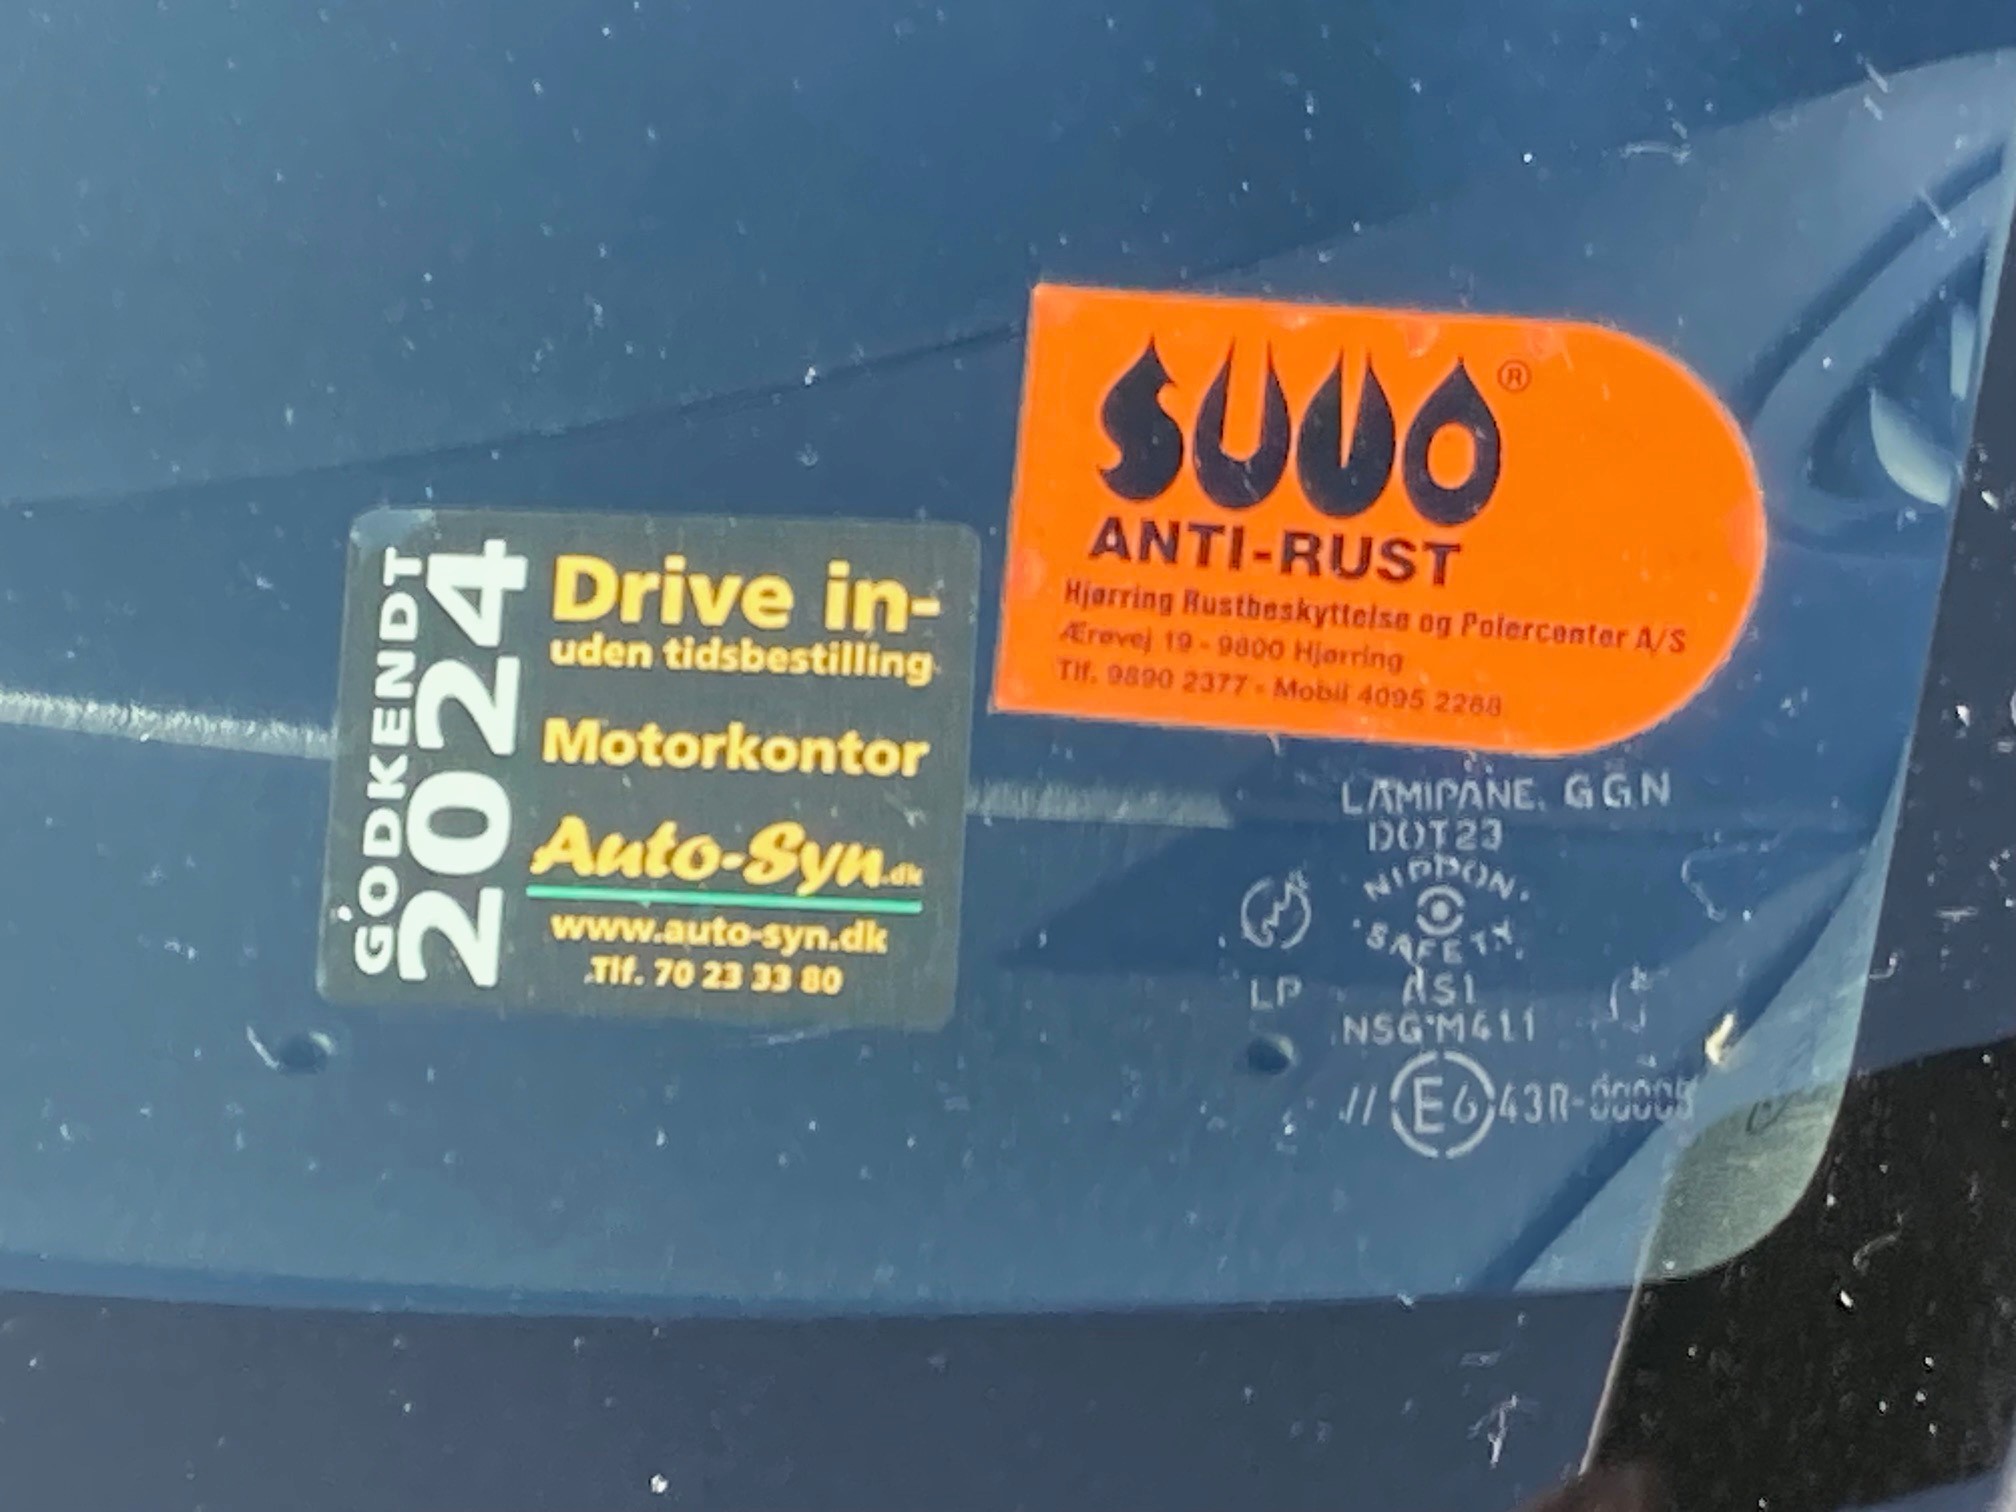 GODKENDT
2024
Drive in-
uden tidsbestilling
Motorkontor
Auto-Syn.dk
www.auto-syn.dk
Tlf. 70 23 33 80
SUVO®
ANTI-RUST
Hjørring Rustbeskyttelse og Polercenter A/S
Ærøvej 19 - 9800 Hjørring
Tlf. 9890 2377 - Mobil 4095 2268
LAMIPANE. GGN
DOT23
NIPPON
SAFETY
LP AS1
NSG M411
// E6 43R-